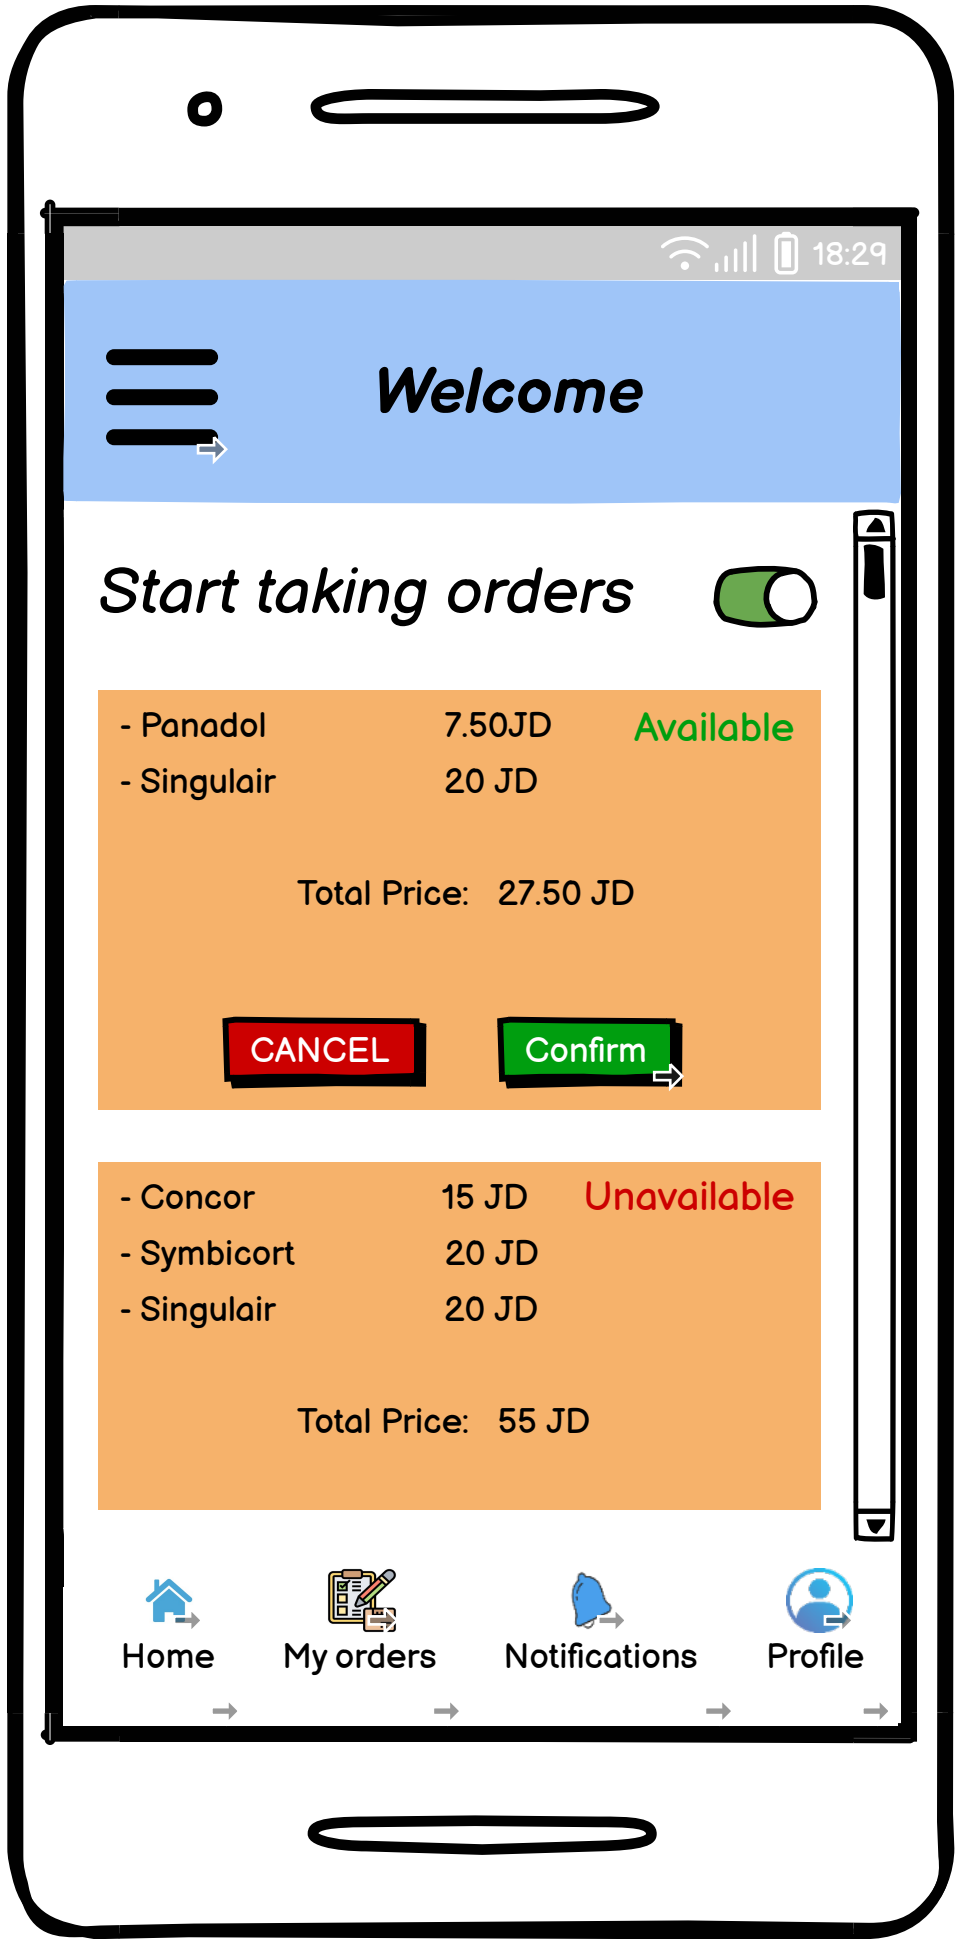 18:29
Welcome
Start taking orders
- Panadol 7.50JD Available
- Singulair 20 JD
Total Price: 27.50 JD
CANCEL Confirm
- Concor 15 JD Unavailable
- Symbicort 20 JD
- Singulair 20 JD
Total Price: 55 JD
Home My orders Notifications Profile